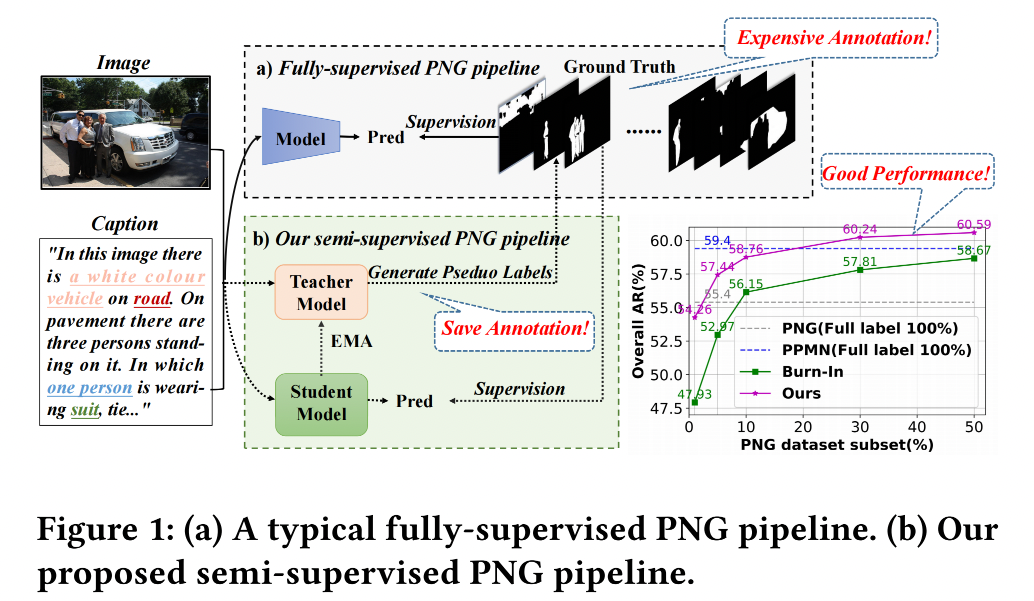 Image
Caption
"In this image there
is a white colour
vehicle on road. On
pavement there are
three persons stand-
ing on it. In which
one person is weari-
ng suit, tie..."
a) Fully-supervised PNG pipeline
Ground Truth
Expensive Annotation!
Model
Pred
Supervision
......
b) Our semi-supervised PNG pipeline
Teacher
Model
Generate Pseduo Labels
Save Annotation!
EMA
Student
Model
Pred
Supervision
Good Performance!
Overall AR(%)
60.0
57.5
55.0
52.5
50.0
47.5
59.4
55.4
54.26
57.44
58.76
60.24
60.59
47.93
52.97
56.15
57.81
58.67
PNG(Full label 100%)
PPMN(Full label 100%)
Burn-In
Ours
0 10 20 30 40 50
PNG dataset subset(%)
Figure 1: (a) A typical fully-supervised PNG pipeline. (b) Our
proposed semi-supervised PNG pipeline.